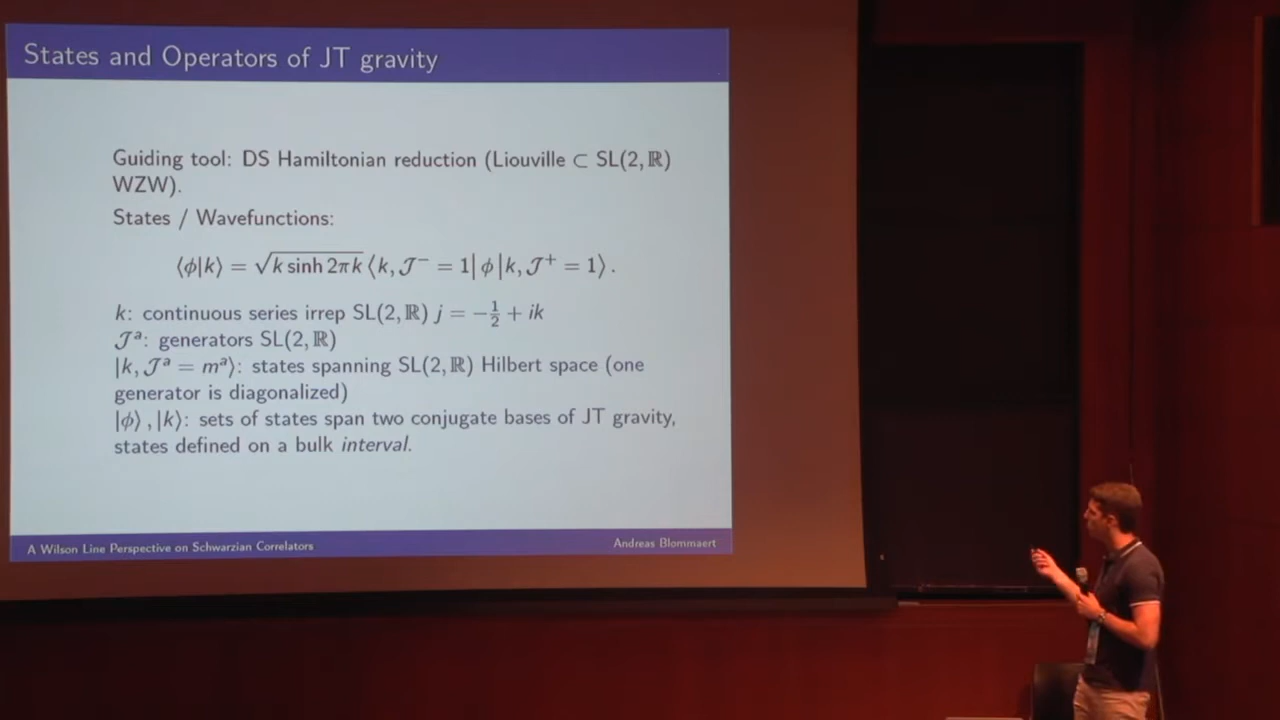 States and Operators of JT gravity
Guiding tool: DS Hamiltonian reduction (Liouville ⊂ SL(2, ℝ)
WZW).
States / Wavefunctions:
⟨ϕ|k⟩ = √(k sinh 2πk) ⟨k, 𝒥⁻ = 1| ϕ |k, 𝒥⁺ = 1⟩ .
k: continuous series irrep SL(2, ℝ) j = −½ + ik
𝒥ᵃ: generators SL(2, ℝ)
|k, 𝒥ᵃ = mᵃ⟩: states spanning SL(2, ℝ) Hilbert space (one
generator is diagonalized)
|ϕ⟩ , |k⟩: sets of states span two conjugate bases of JT gravity,
states defined on a bulk interval.
A Wilson Line Perspective on Schwarzian Correlators
Andreas Blommaert